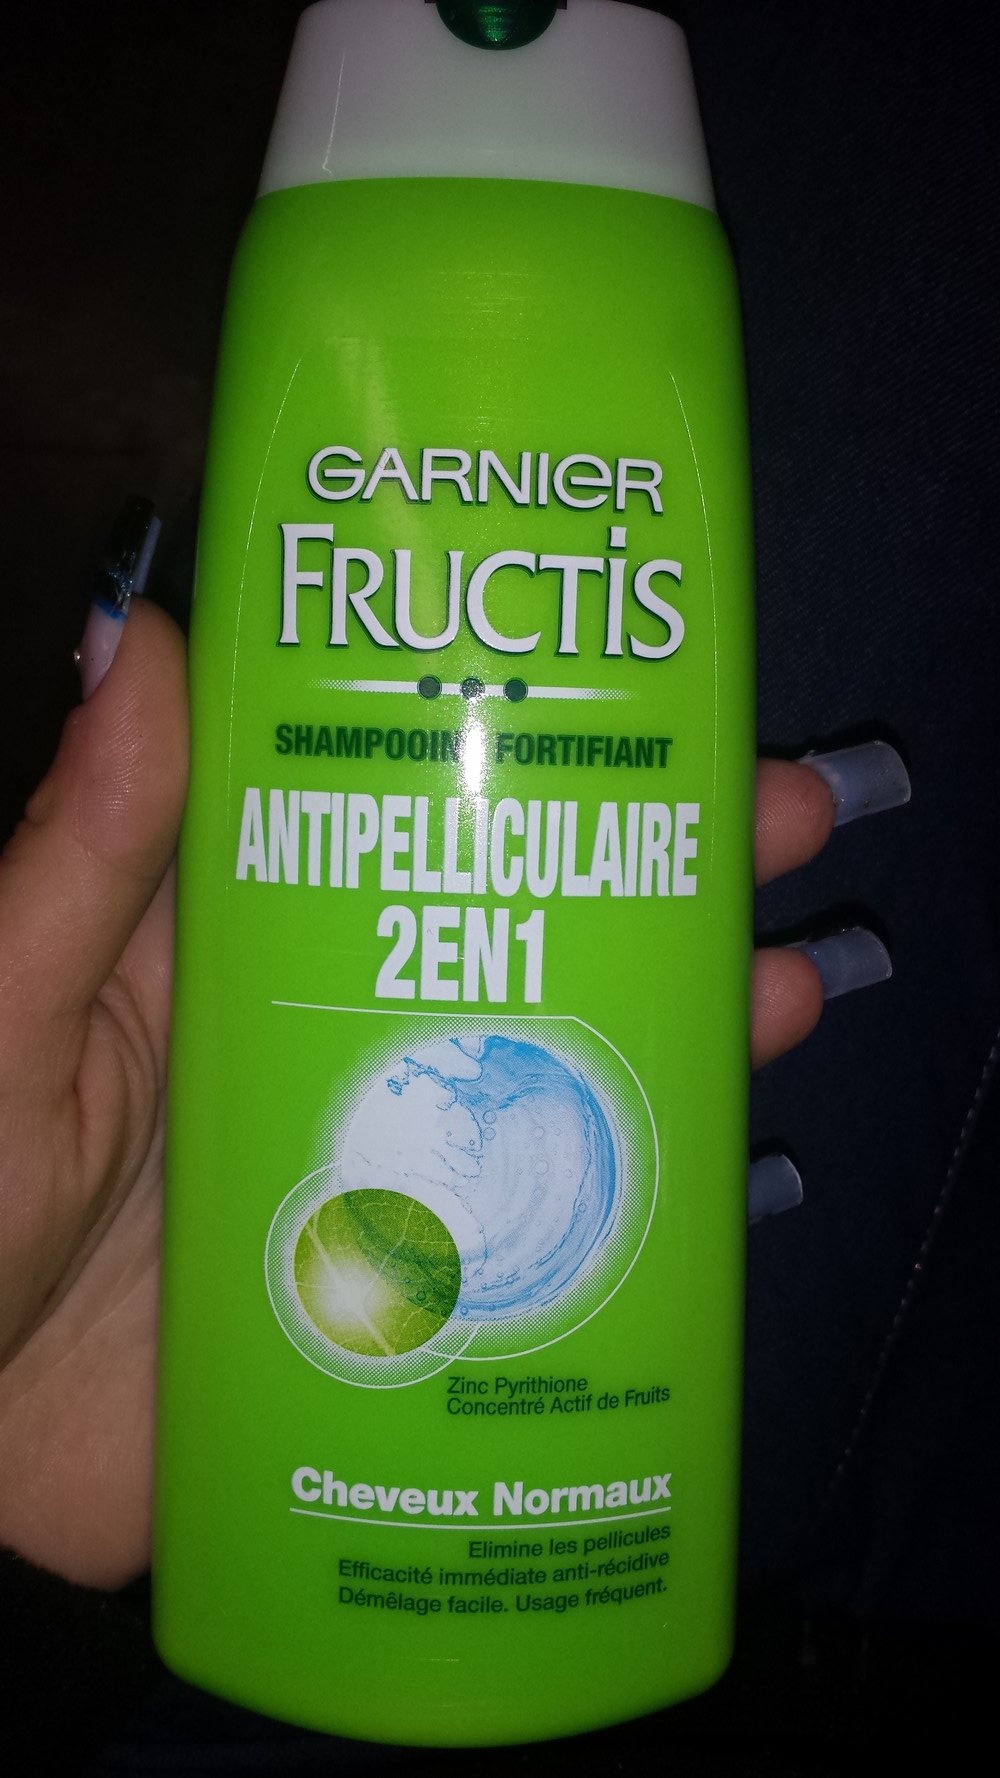 GARNIER
FRUCTIS
FORTIFIANT
ANTIPELLICULAIRE
2EN1
Zinc Pyrithione
Concentré Actif de Fruits
Cheveux Normaux
Elimine les pellicules
Efficacité immédiate anti-récidive
Démêlage facile. Usage fréquent.